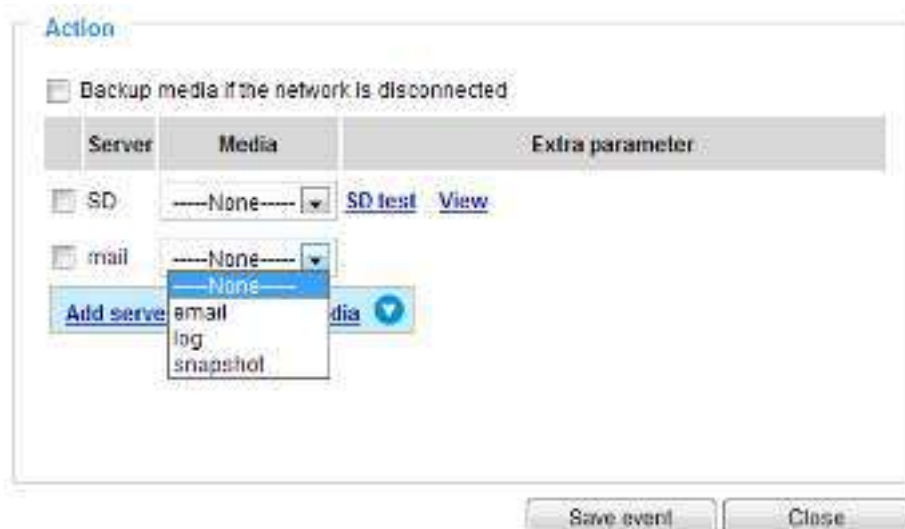 Action
Backup media if the network is disconnected
Server Media Extra parameter
SD -----None----- SD test View
mail -----None-----
-----None-----
Add serve email dia
log
snapshot
Save event Close